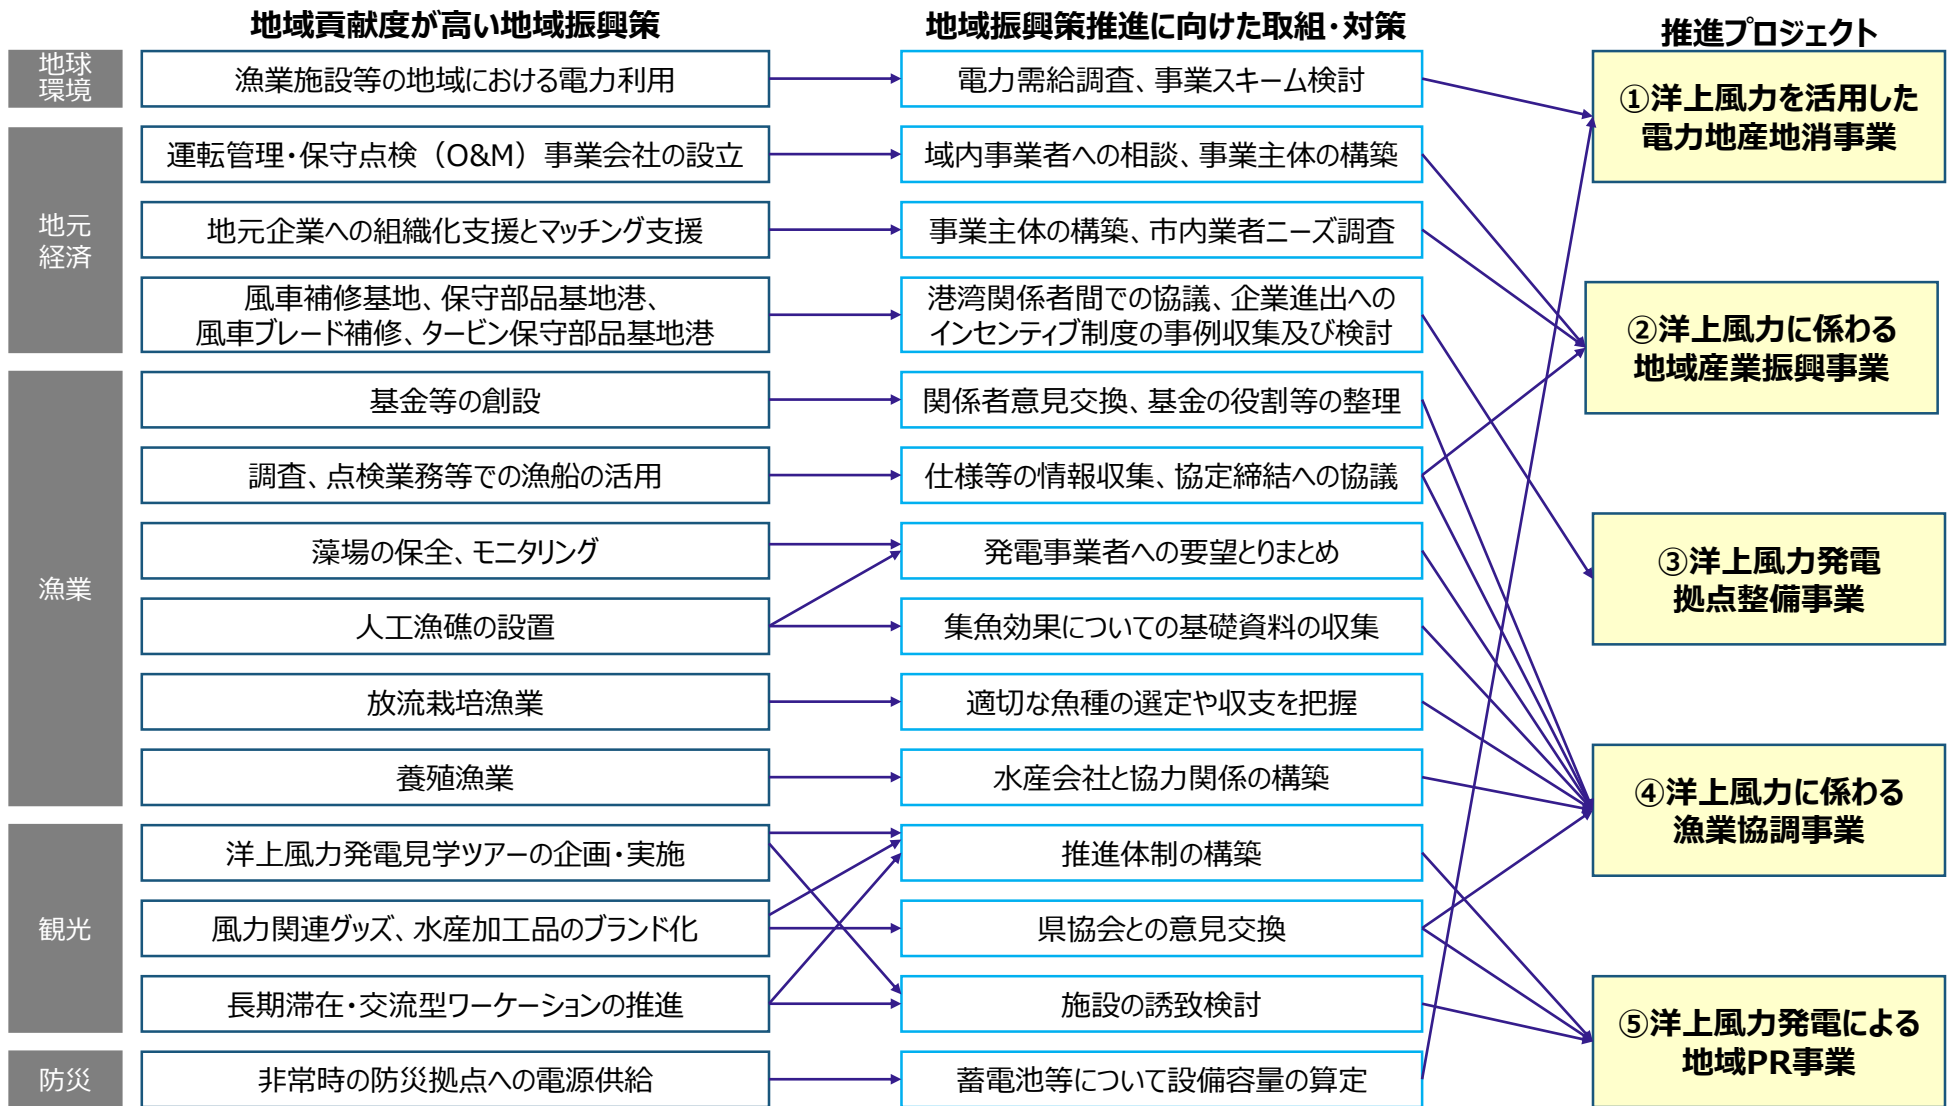 地域貢献度が高い地域振興策
地域振興策推進に向けた取組・対策
推進プロジェクト
地球
環境
漁業施設等の地域における電力利用
電力需給調査、事業スキーム検討
①洋上風力を活用した
電力地産地消事業
地元
経済
運転管理・保守点検（O&M）事業会社の設立
域内事業者への相談、事業主体の構築
地元企業への組織化支援とマッチング支援
事業主体の構築、市内業者ニーズ調査
風車補修基地、保守部品基地港、
風車ブレード補修、タービン保守部品基地港
港湾関係者間での協議、企業進出への
インセンティブ制度の事例収集及び検討
②洋上風力に係わる
地域産業振興事業
漁業
基金等の創設
関係者意見交換、基金の役割等の整理
調査、点検業務等での漁船の活用
仕様等の情報収集、協定締結への協議
藻場の保全、モニタリング
発電事業者への要望とりまとめ
③洋上風力発電
拠点整備事業
人工漁礁の設置
集魚効果についての基礎資料の収集
放流栽培漁業
適切な魚種の選定や収支を把握
養殖漁業
水産会社と協力関係の構築
④洋上風力に係わる
漁業協調事業
観光
洋上風力発電見学ツアーの企画・実施
推進体制の構築
風力関連グッズ、水産加工品のブランド化
県協会との意見交換
長期滞在・交流型ワーケーションの推進
施設の誘致検討
⑤洋上風力発電による
地域PR事業
防災
非常時の防災拠点への電源供給
蓄電池等について設備容量の算定